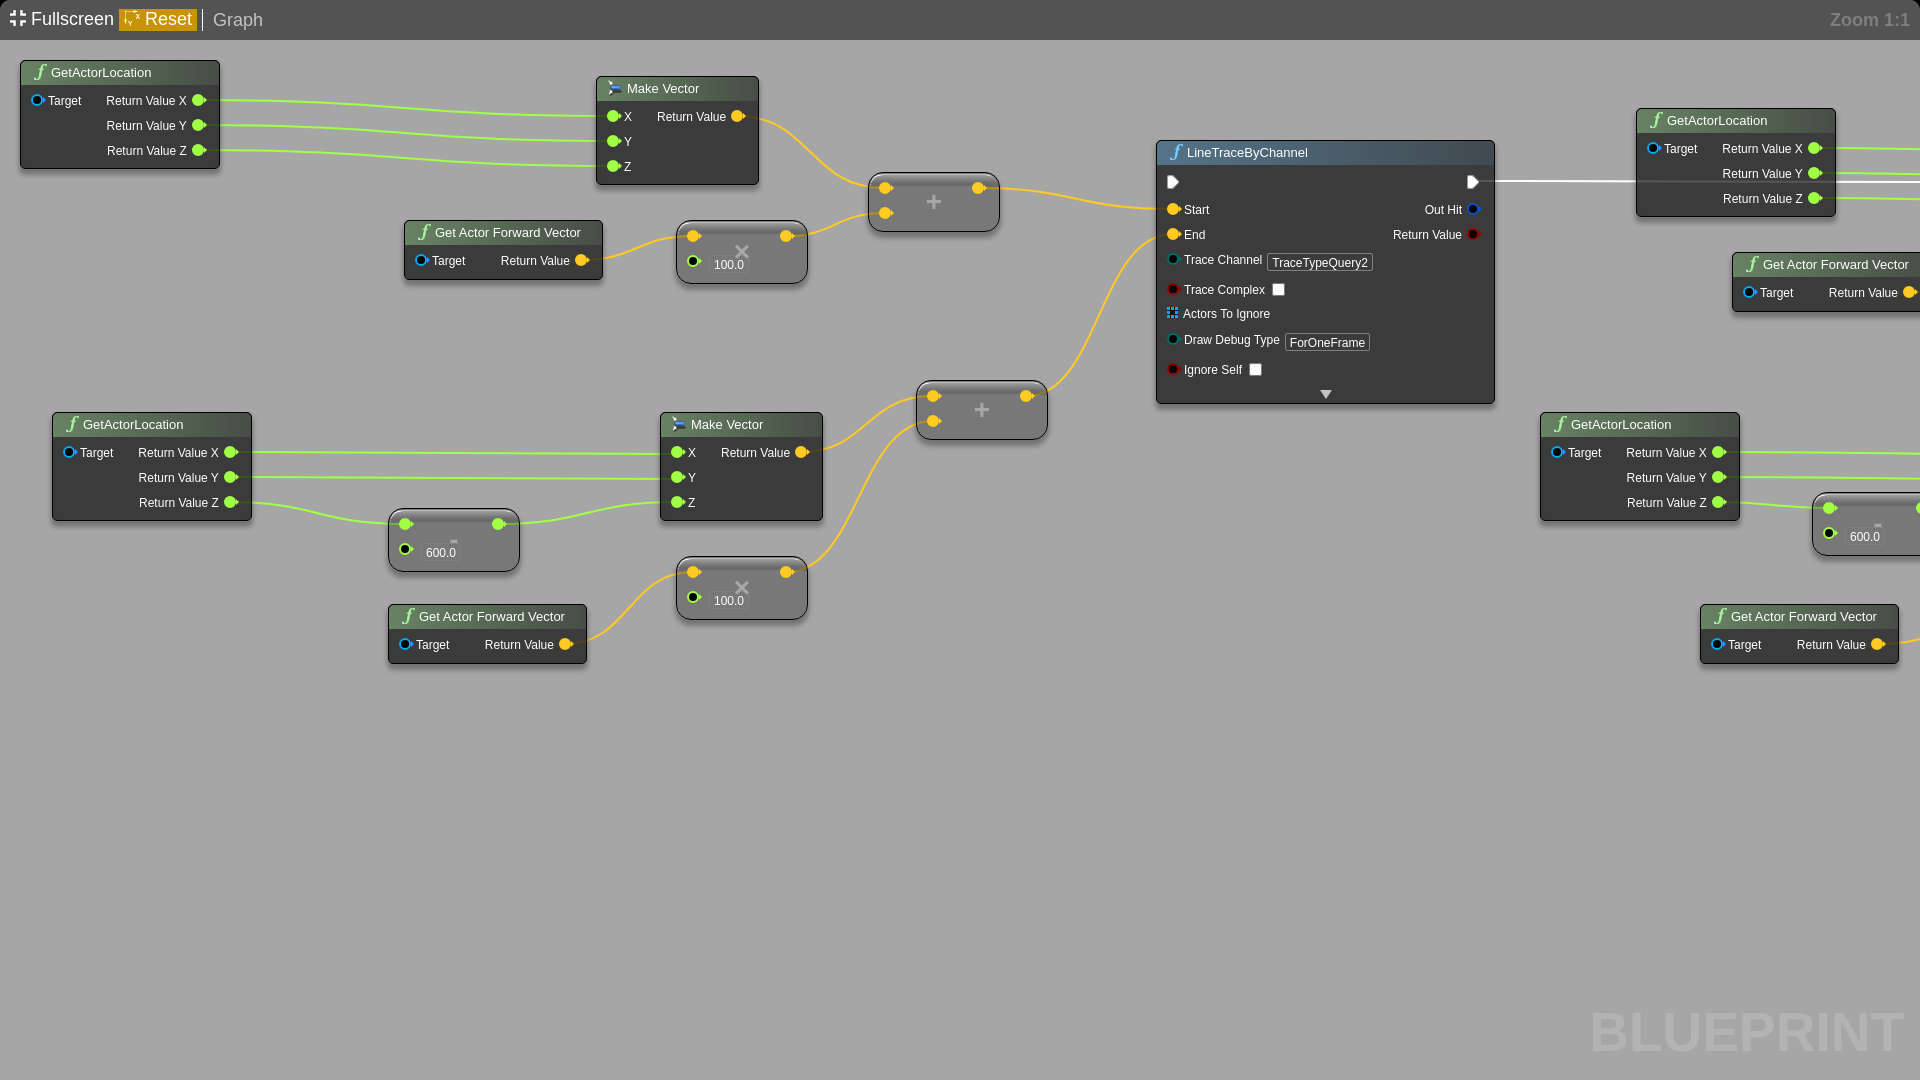 Fullscreen Reset Graph Zoom 1:1
GetActorLocation
Target Return Value X
Return Value Y
Return Value Z
Make Vector
X Return Value
Y
Z
Get Actor Forward Vector
Target Return Value
100.0
LineTraceByChannel
Start Out Hit
End Return Value
Trace Channel TraceTypeQuery2
Trace Complex
Actors To Ignore
Draw Debug Type ForOneFrame
Ignore Self
GetActorLocation
Target Return Value X
Return Value Y
Return Value Z
Get Actor Forward Vector
Target Return Value
GetActorLocation
Target Return Value X
Return Value Y
Return Value Z
600.0
Make Vector
X Return Value
Y
Z
Get Actor Forward Vector
Target Return Value
100.0
GetActorLocation
Target Return Value X
Return Value Y
Return Value Z
600.0
Get Actor Forward Vector
Target Return Value
BLUEPRINT